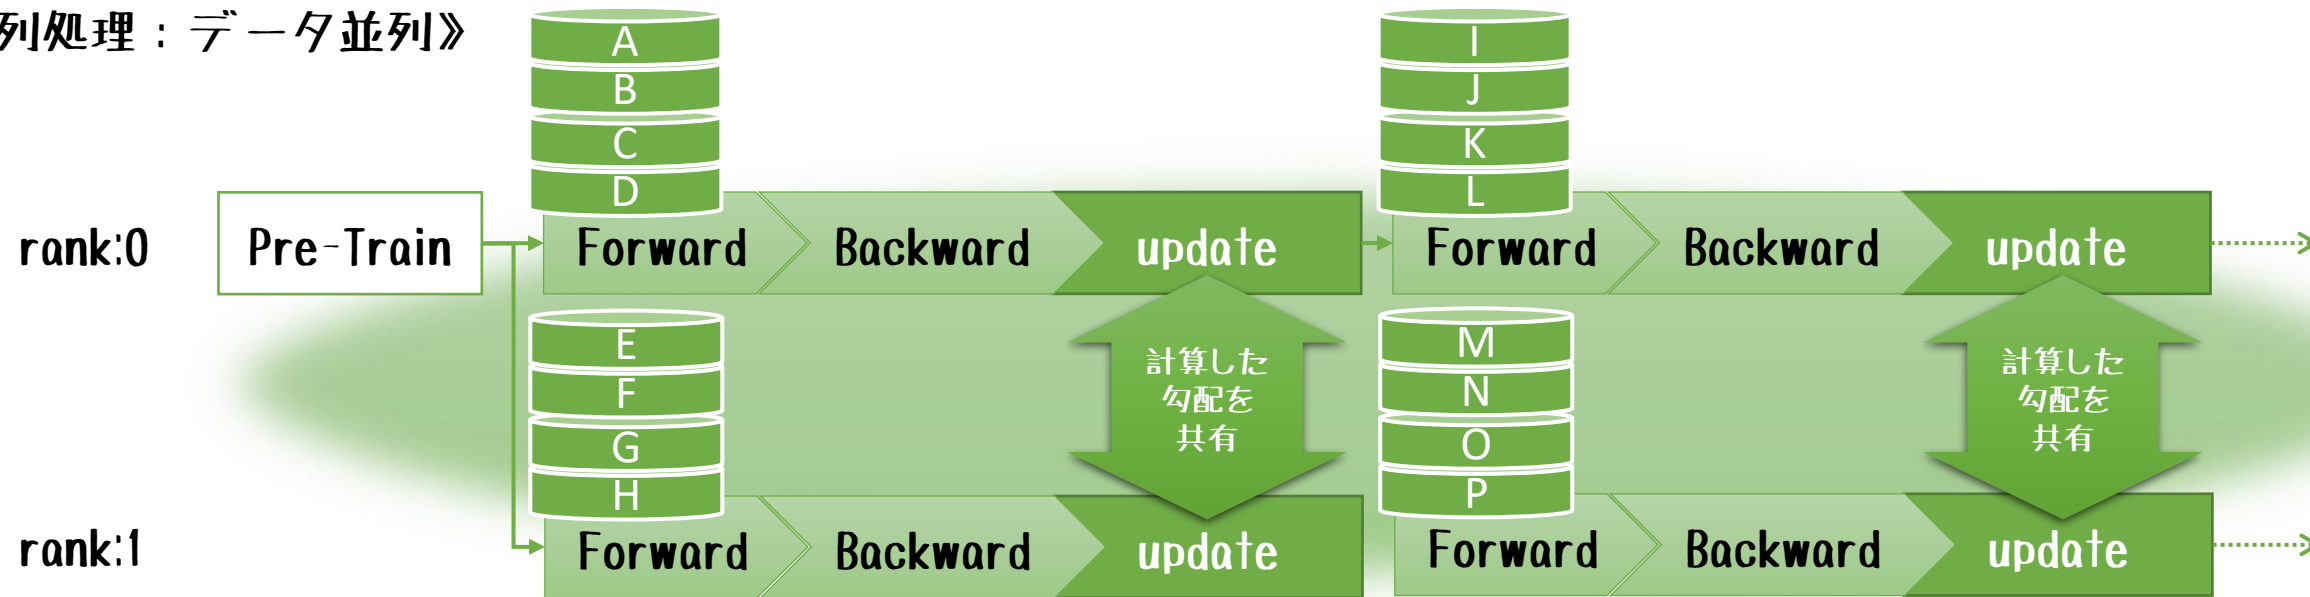 列処理：データ並列》
A
B
C
D
I
J
K
L
rank:0
Pre-Train
Forward
Backward
update
Forward
Backward
update
E
F
G
H
計算した
勾配を
共有
M
N
O
P
計算した
勾配を
共有
rank:1
Forward
Backward
update
Forward
Backward
update